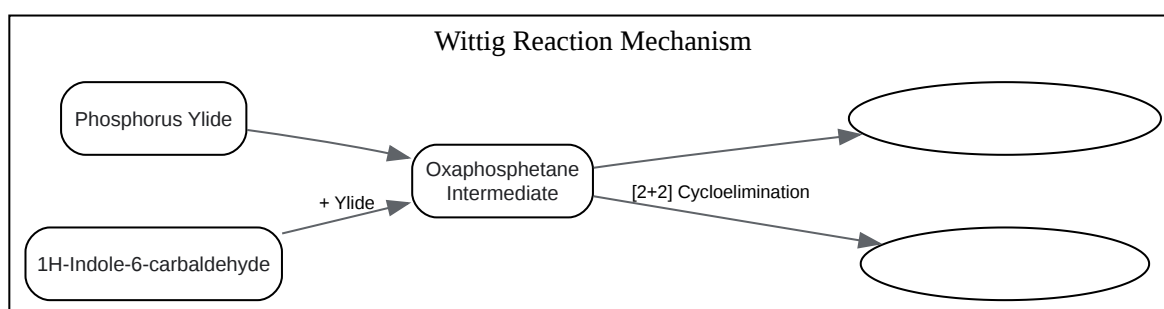 Wittig Reaction Mechanism
Phosphorus Ylide
Oxaphosphetane
Intermediate
+ Ylide
[2+2] Cycloelimination
1H-Indole-6-carbaldehyde